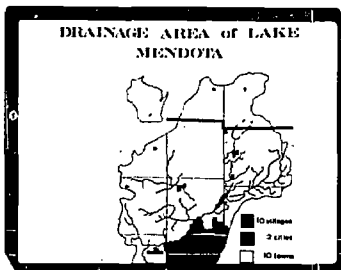 DRAINAGE AREA of LAKE
MENDOTA
10 villages
2 cities
10 towns